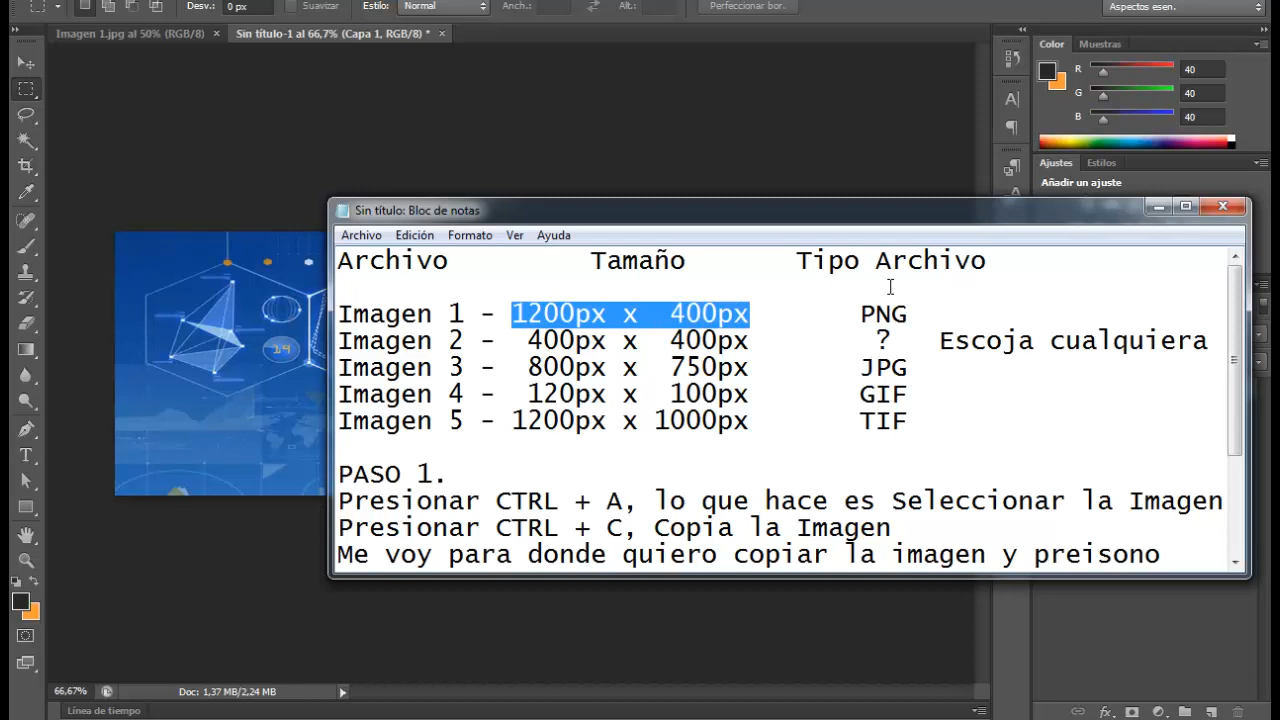 Desv.: 0 px Suavizar Estilo: Normal Anch.: Alt.: Perfeccionar bor... Aspectos esen.
Imagen 1.jpg al 50% (RGB/8) × Sin título-1 al 66,7% (Capa 1, RGB/8) * ×
Color Muestras
R 40
G 40
B 40
Ajustes Estilos
Añadir un ajuste
Sin título: Bloc de notas
Archivo Edición Formato Ver Ayuda
Archivo Tamaño Tipo Archivo
Imagen 1 - 1200px x 400px PNG
Imagen 2 - 400px x 400px ? Escoja cualquiera
Imagen 3 - 800px x 750px JPG
Imagen 4 - 120px x 100px GIF
Imagen 5 - 1200px x 1000px TIF
PASO 1.
Presionar CTRL + A, lo que hace es Seleccionar la Imagen
Presionar CTRL + C, Copia la Imagen
Me voy para donde quiero copiar la imagen y preisono
19
66,67% Doc: 1,37 MB/2,24 MB
Línea de tiempo
fx